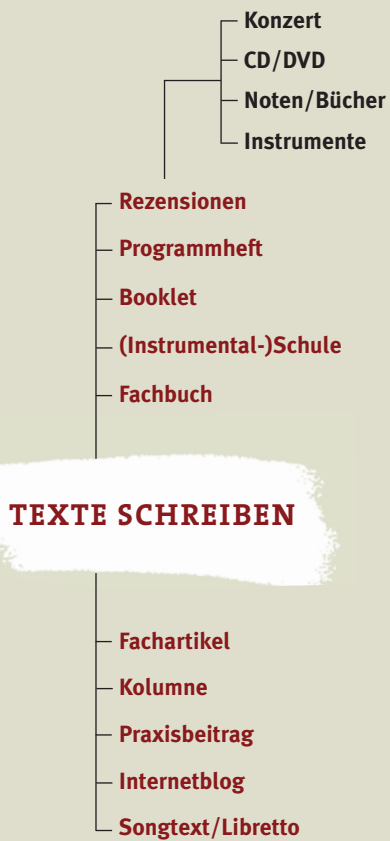 Konzert
CD/DVD
Noten/Bücher
Instrumente
Rezensionen
Programmheft
Booklet
(Instrumental-)Schule
Fachbuch
TEXTE SCHREIBEN
Fachartikel
Kolumne
Praxisbeitrag
Internetblog
Songtext/Libretto